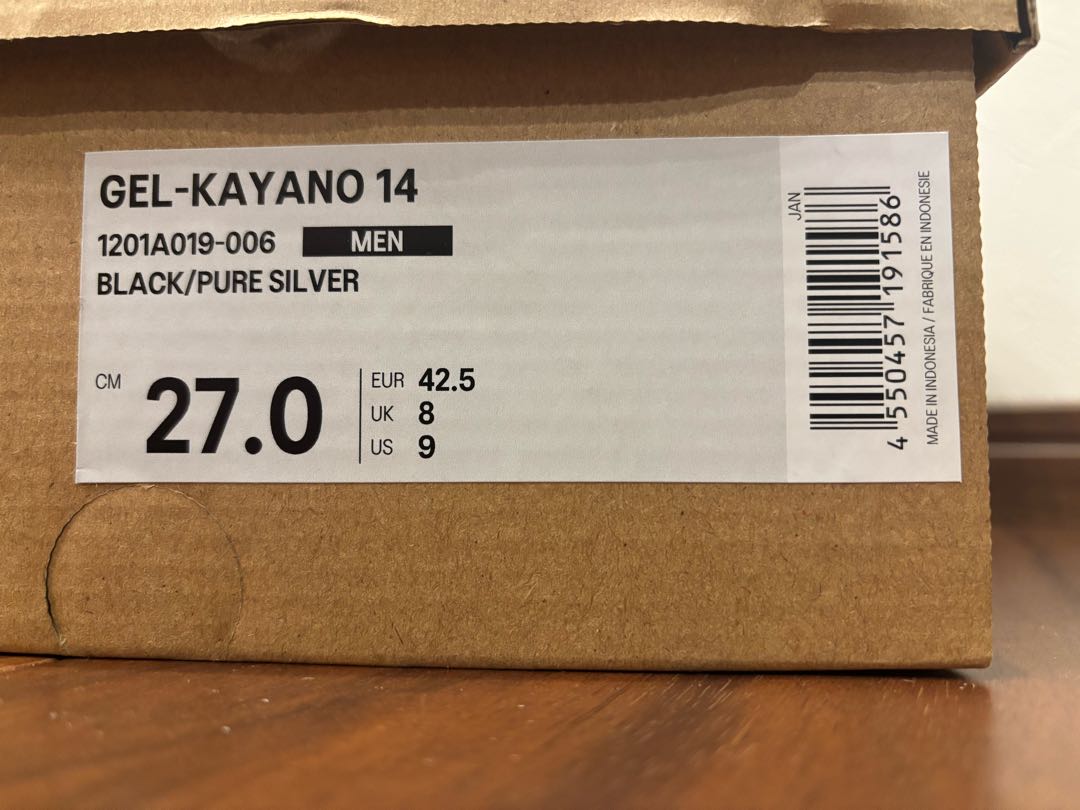 GEL-KAYANO 14
1201A019-006 MEN
BLACK/PURE SILVER
CM 27.0
EUR 42.5
UK 8
US 9
JAN
4 550457 191586
MADE IN INDONESIA / FABRIQUE EN INDONESIE